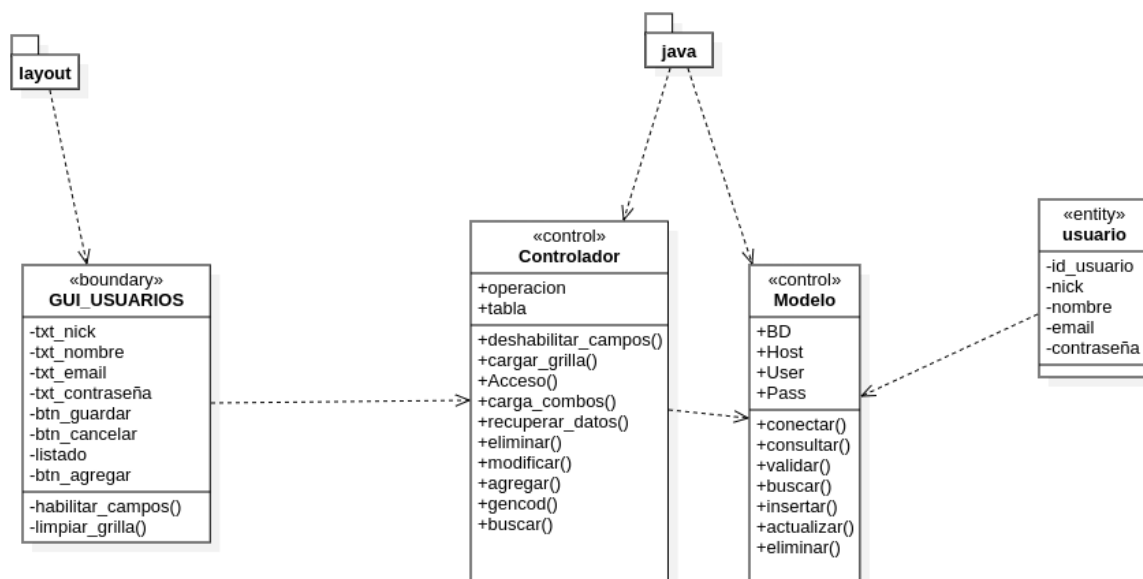 layout
java
«boundary»
GUI_USUARIOS
-txt_nick
-txt_nombre
-txt_email
-txt_contraseña
-btn_guardar
-btn_cancelar
-listado
-btn_agregar
-habilitar_campos()
-limpiar_grilla()
«control»
Controlador
+operacion
+tabla
+deshabilitar_campos()
+cargar_grilla()
+Acceso()
+carga_combos()
+recuperar_datos()
+eliminar()
+modificar()
+agregar()
+gencod()
+buscar()
«control»
Modelo
+BD
+Host
+User
+Pass
+conectar()
+consultar()
+validar()
+buscar()
+insertar()
+actualizar()
+eliminar()
«entity»
usuario
-id_usuario
-nick
-nombre
-email
-contraseña